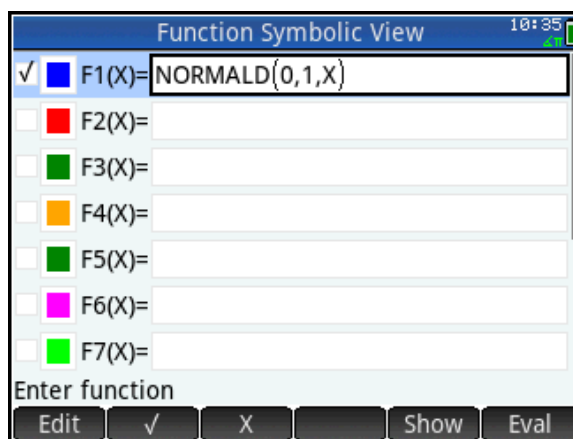 Function Symbolic View 10:35
∠π
√ F1(X)= NORMALD(0,1,X)
F2(X)=
F3(X)=
F4(X)=
F5(X)=
F6(X)=
F7(X)=
Enter function
Edit √ X Show Eval